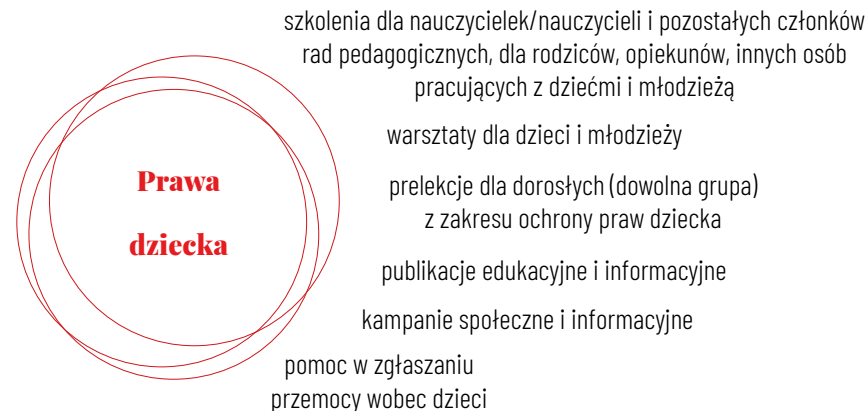 szkolenia dla nauczycielek/nauczycieli i pozostałych członków
rad pedagogicznych, dla rodziców, opiekunów, innych osób
pracujących z dziećmi i młodzieżą
warsztaty dla dzieci i młodzieży
Prawa
dziecka
prelekcje dla dorosłych (dowolna grupa)
z zakresu ochrony praw dziecka
publikacje edukacyjne i informacyjne
kampanie społeczne i informacyjne
pomoc w zgłaszaniu
przemocy wobec dzieci